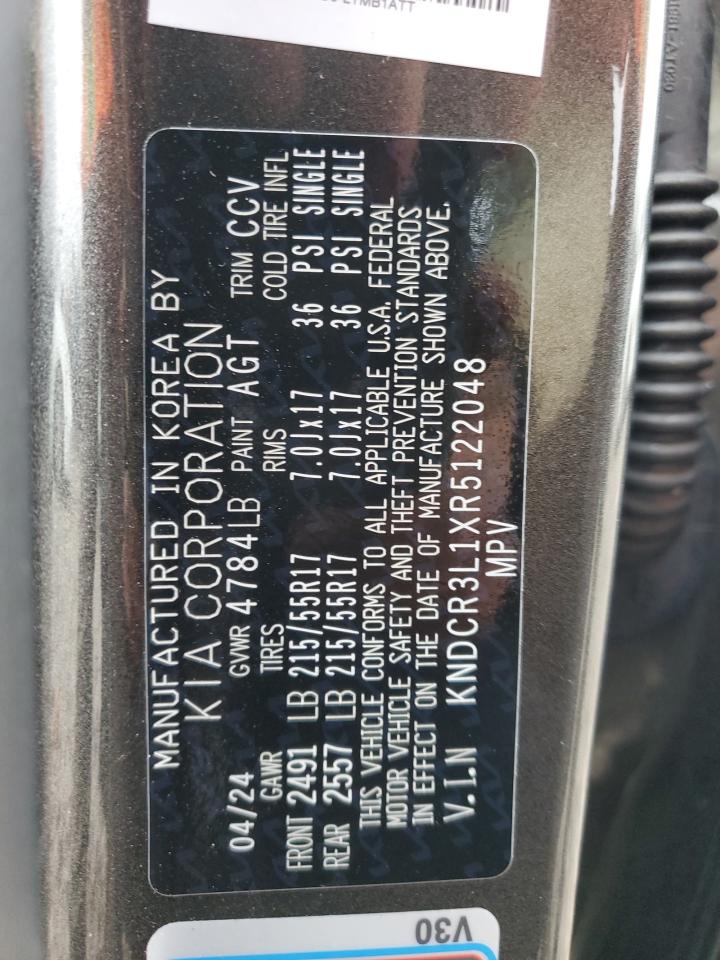 MANUFACTURED IN KOREA BY
KIA CORPORATION
04/24 GVWR 4784LB PAINT AGT TRIM CCV
GAWR TIRES RIMS COLD TIRE INFL
FRONT 2491 LB 215/55R17 7.0Jx17 36 PSI SINGLE
REAR 2557 LB 215/55R17 7.0Jx17 36 PSI SINGLE
THIS VEHICLE CONFORMS TO ALL APPLICABLE U.S.A. FEDERAL
MOTOR VEHICLE SAFETY AND THEFT PREVENTION STANDARDS
IN EFFECT ON THE DATE OF MANUFACTURE SHOWN ABOVE.
V.I.N KNDCR3L1XR5122048
MPV
V30